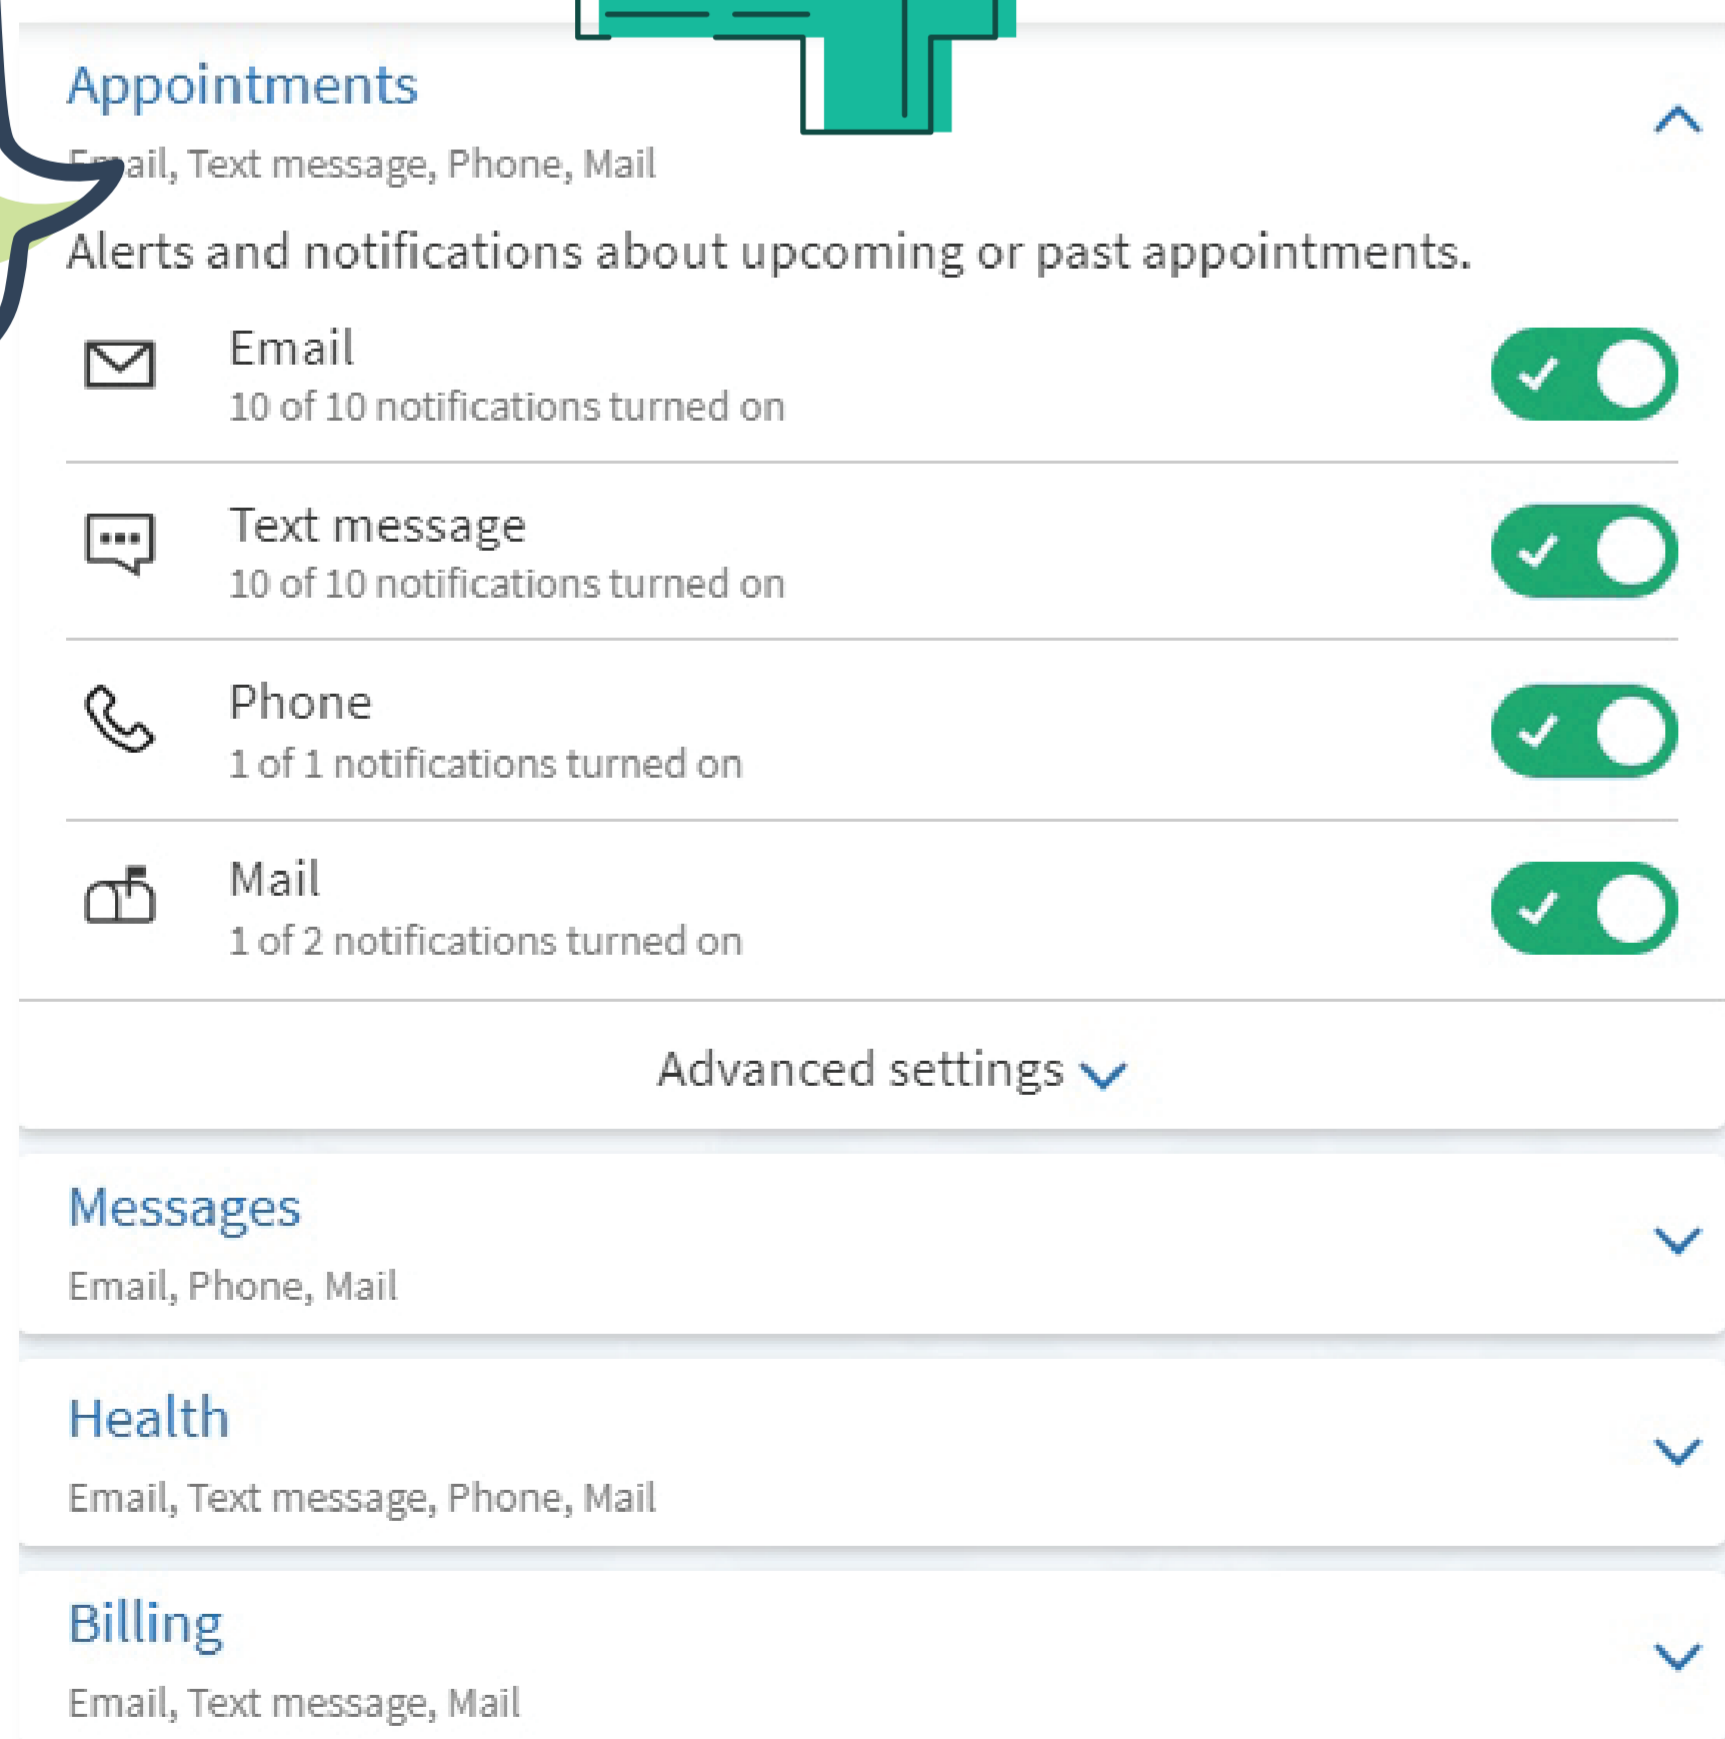 Appointments
Email, Text message, Phone, Mail
Alerts and notifications about upcoming or past appointments.
Email
10 of 10 notifications turned on
Text message
10 of 10 notifications turned on
Phone
1 of 1 notifications turned on
Mail
1 of 2 notifications turned on
Advanced settings
Messages
Email, Phone, Mail
Health
Email, Text message, Phone, Mail
Billing
Email, Text message, Mail